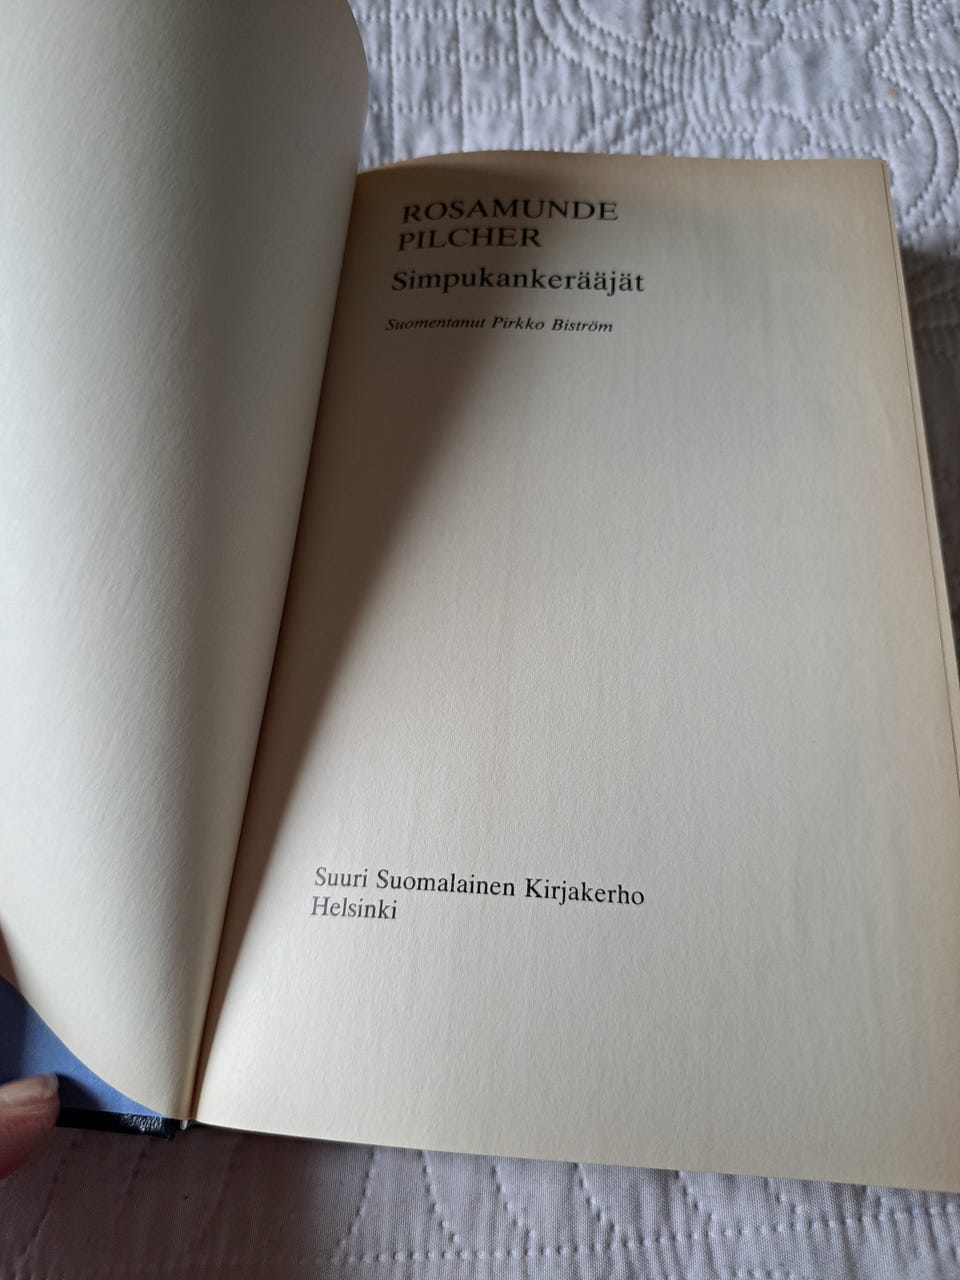 ROSAMUNDE
PILCHER
Simpukankerääjät
Suomentanut Pirkko Biström
Suuri Suomalainen Kirjakerho
Helsinki